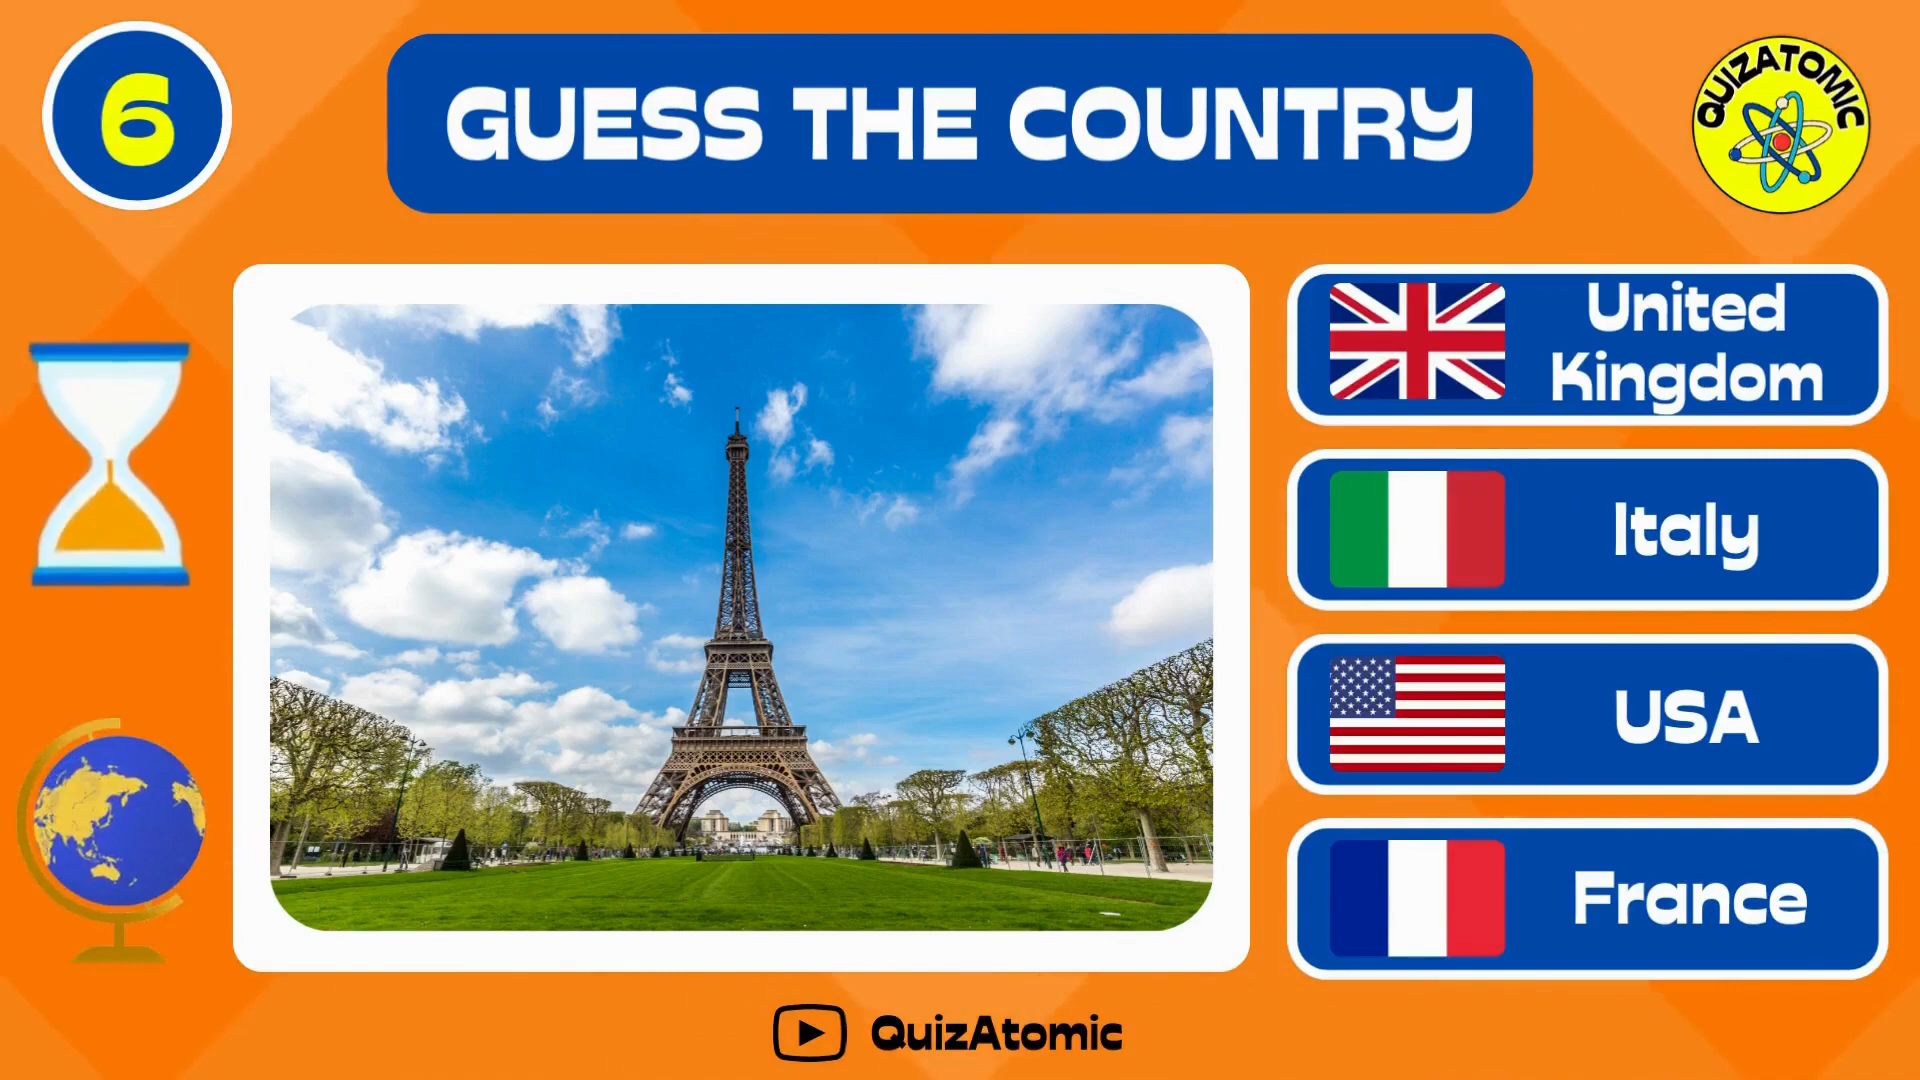 6
GUESS THE COUNTRY
QUIZATOMIC
United
Kingdom
Italy
USA
France
QuizAtomic